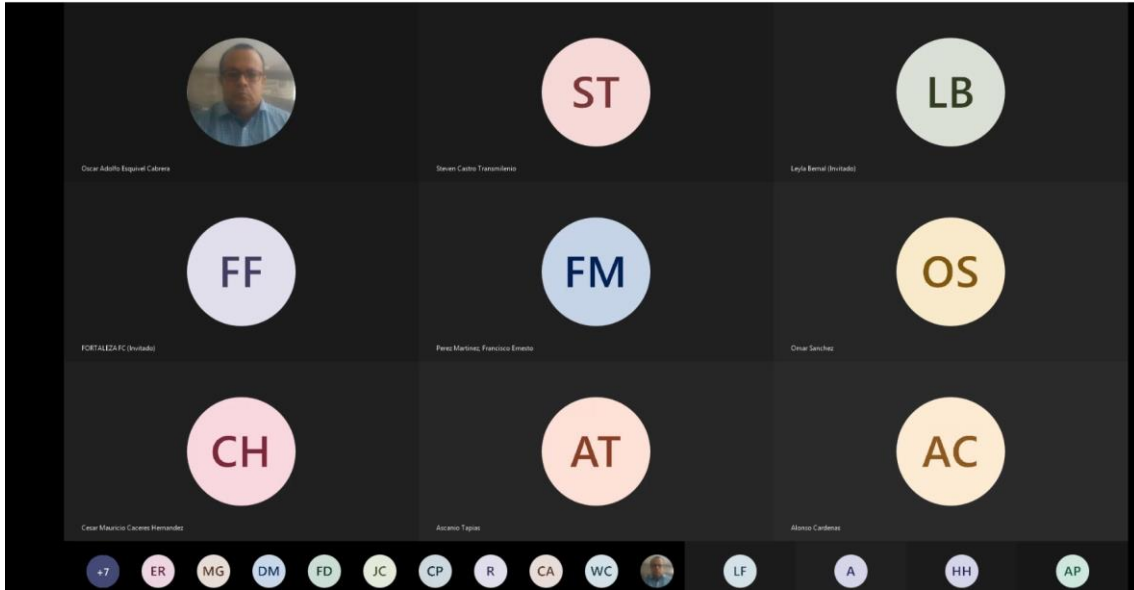 ST
LB
Oscar Adolfo Esquivel Cabrera
Steven Castro Transmilenio
Leyla Bernal (Invitado)
FF
FM
OS
FORTALEZA FC (Invitado)
Perez Martinez, Francisco Ernesto
Omar Sanchez
CH
AT
AC
Cesar Mauricio Caceres Hernandez
Ascanio Tapias
Alonso Cardenas
+7 ER MG DM FD JC CP R CA WC LF A HH AP